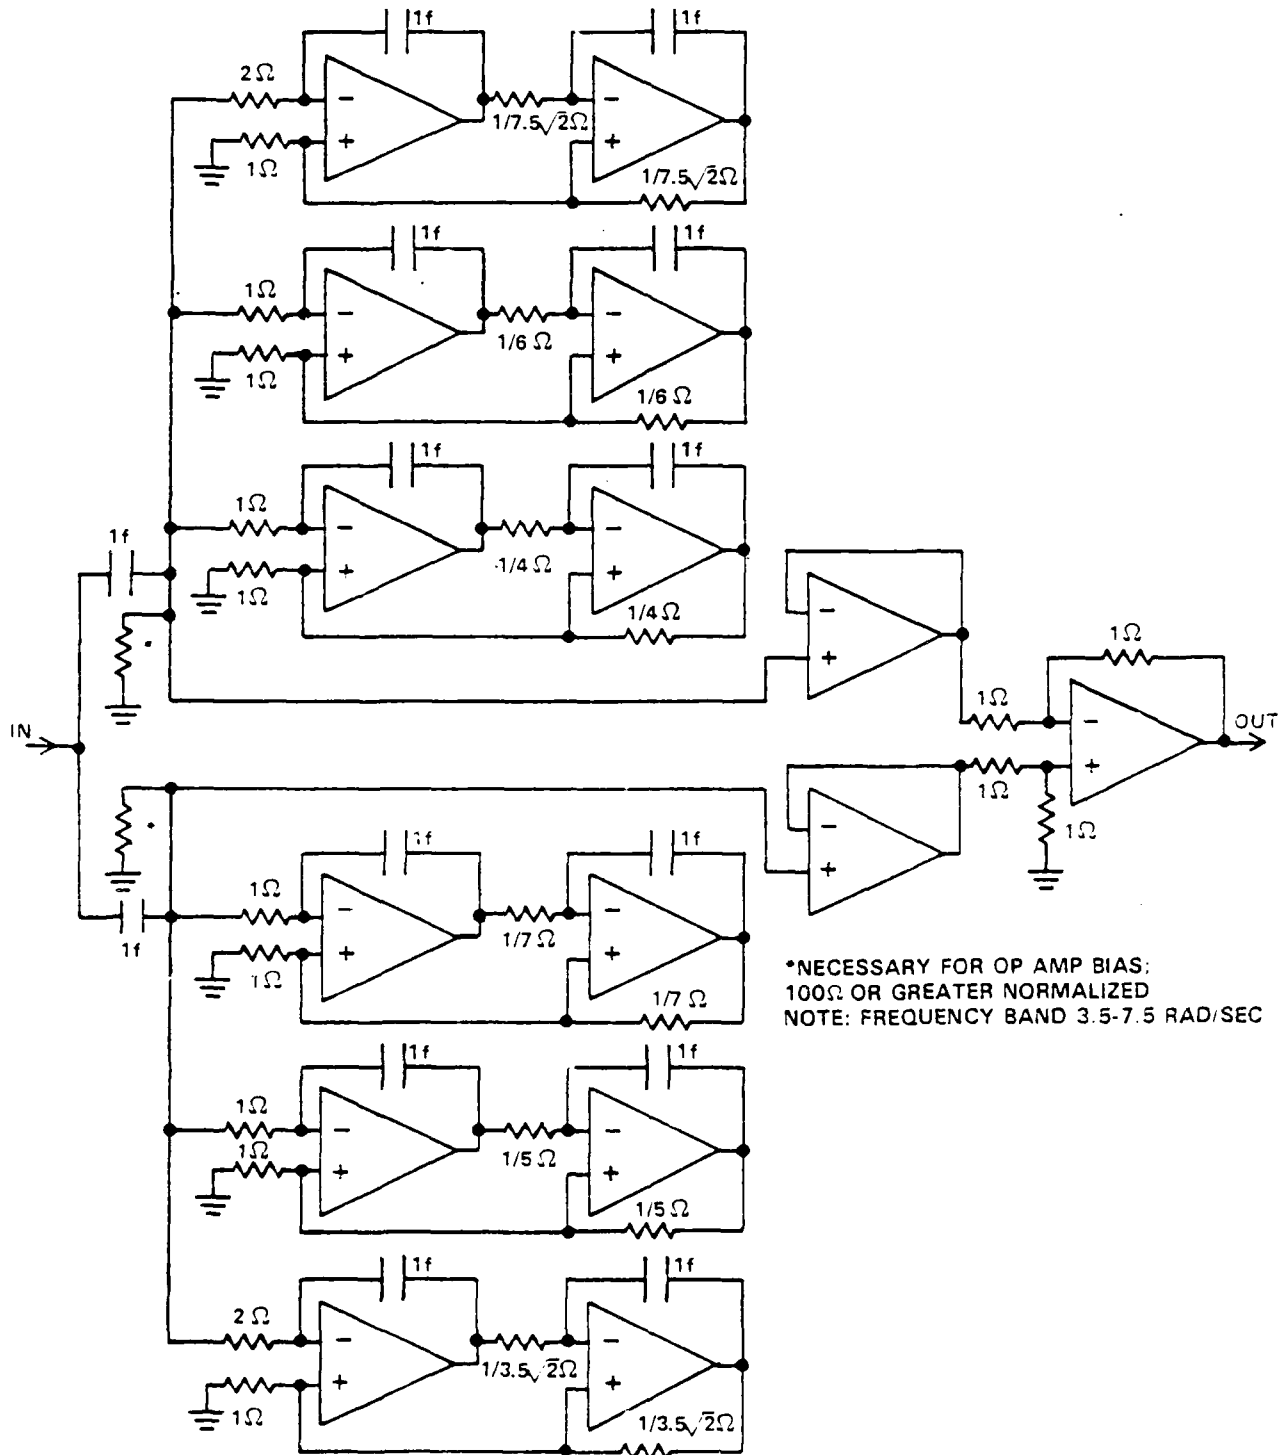 1f 1f
2Ω
1/7.5√2Ω
1Ω
1/7.5√2Ω
1f 1f
1Ω
1/6 Ω
1Ω
1/6 Ω
1f 1f
1Ω
1f
1/4 Ω
1Ω
1/4 Ω
*
1Ω
1Ω
IN
OUT
1Ω
1Ω
*
1f 1f
1Ω
1f
1/7 Ω
1Ω
1/7 Ω
*NECESSARY FOR OP AMP BIAS;
100Ω OR GREATER NORMALIZED
NOTE: FREQUENCY BAND 3.5-7.5 RAD/SEC
1f 1f
1Ω
1Ω
1/5 Ω
1/5 Ω
1f 1f
2 Ω
1/3.5√2Ω
1Ω
1/3.5√2Ω